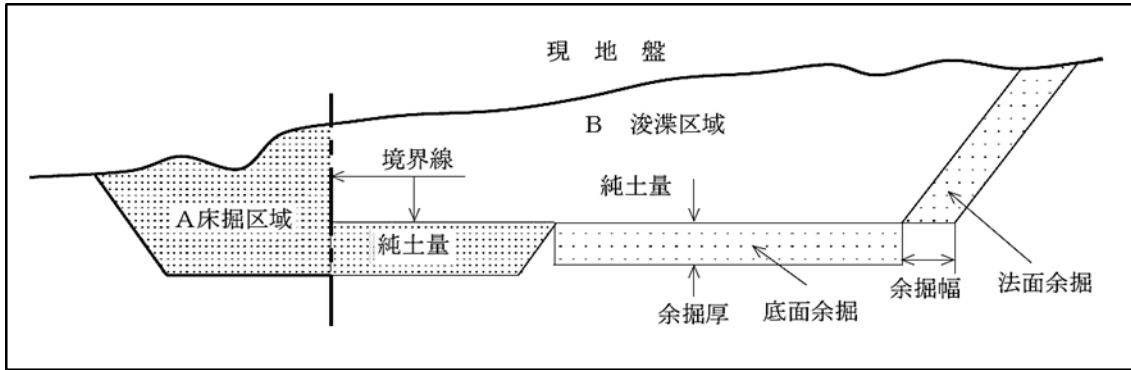 現 地 盤
B 浚渫区域
境界線
純土量
A床掘区域
純土量
余掘幅
法面余掘
余掘厚
底面余掘